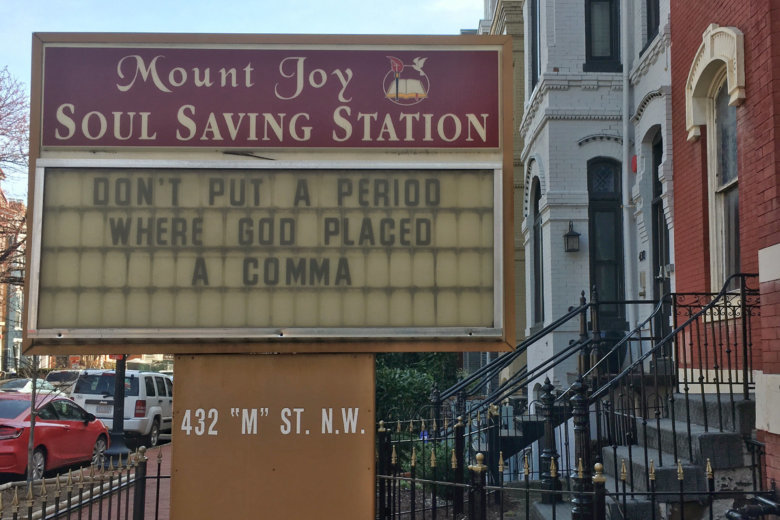 Mount Joy
Soul Saving Station
DON'T PUT A PERIOD
WHERE GOD PLACED
A COMMA
432 "M" ST. N.W.